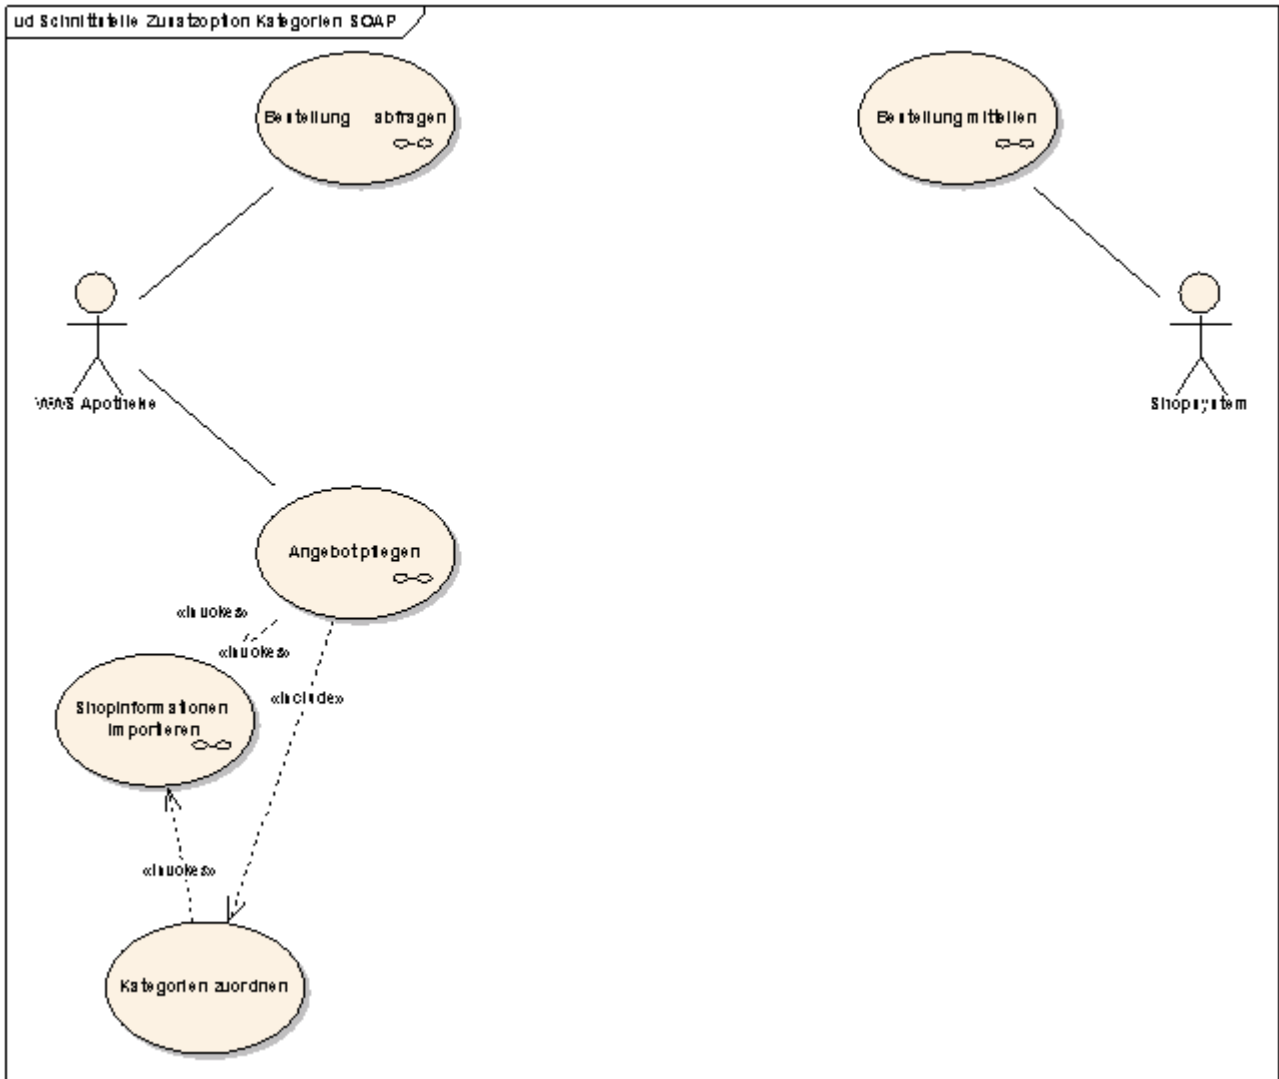 ud Schnittstelle Zusatzoption Kategorien SOAP
Bestellung abfragen
Bestellung mitteilen
WWS Apotheke
Shopsystem
Angebot pflegen
«invokes»
«invokes»
«include»
Shopinformationen
importieren
«invokes»
Kategorien zuordnen